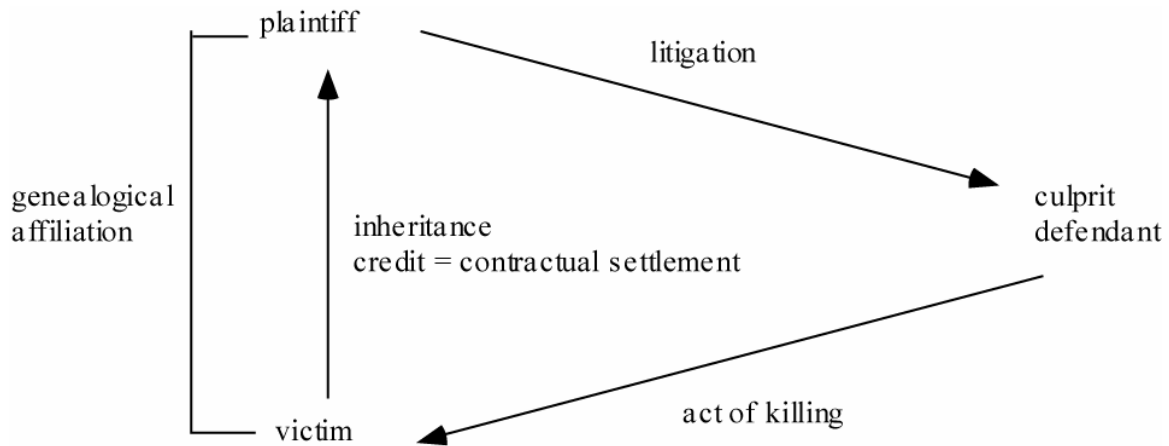 plaintiff
litigation
genealogical
affiliation
culprit
defendant
inheritance
credit = contractual settlement
act of killing
victim